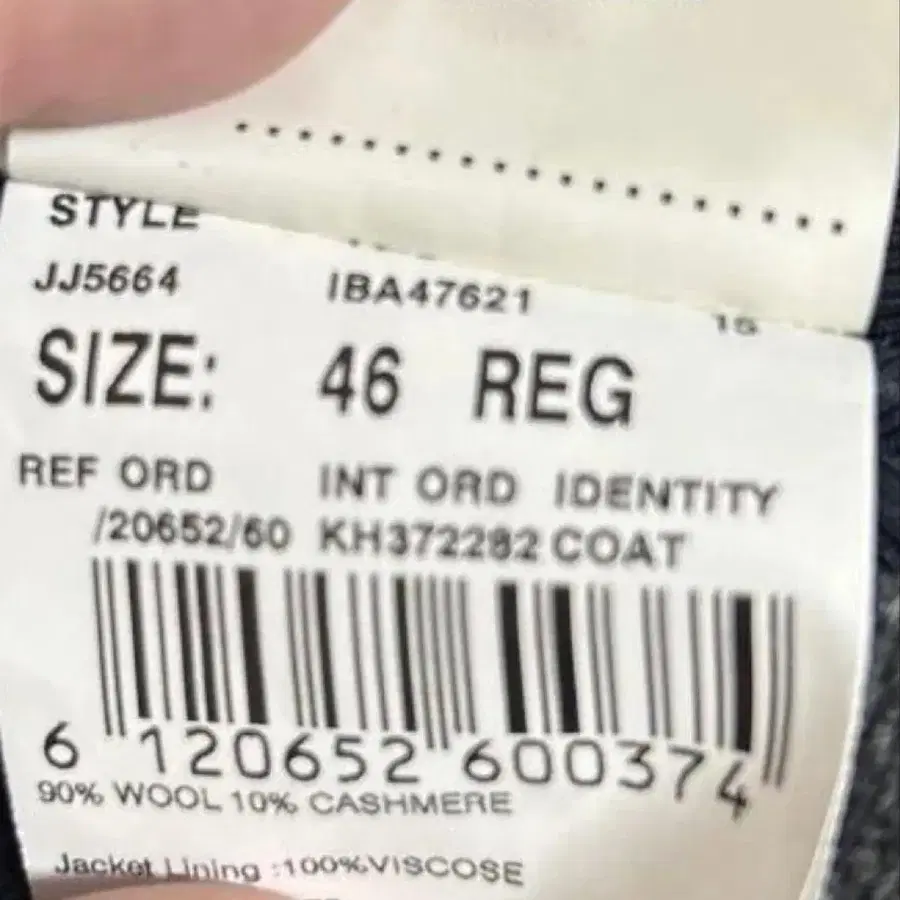 STYLE
JJ5664 IBA47621
SIZE: 46 REG
REF ORD INT ORD IDENTITY
/20652/60 KH372282 COAT
6 120652 600374
90% WOOL 10% CASHMERE
Jacket Lining :100%VISCOSE